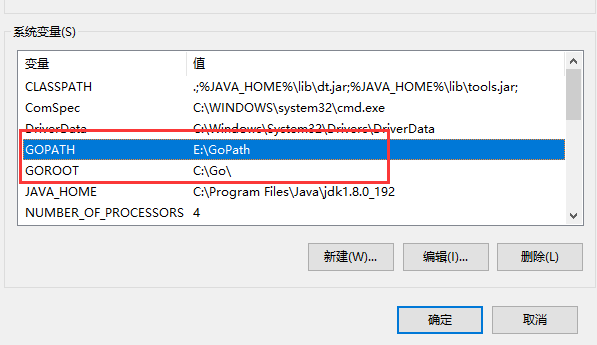 系统变量(S)
变量 值
CLASSPATH .;%JAVA_HOME%\lib\dt.jar;%JAVA_HOME%\lib\tools.jar;
ComSpec C:\WINDOWS\system32\cmd.exe
DriverData C:\Windows\System32\Drivers\DriverData
GOPATH E:\GoPath
GOROOT C:\Go\
JAVA_HOME C:\Program Files\Java\jdk1.8.0_192
NUMBER_OF_PROCESSORS 4
新建(W)... 编辑(I)... 删除(L)
确定 取消